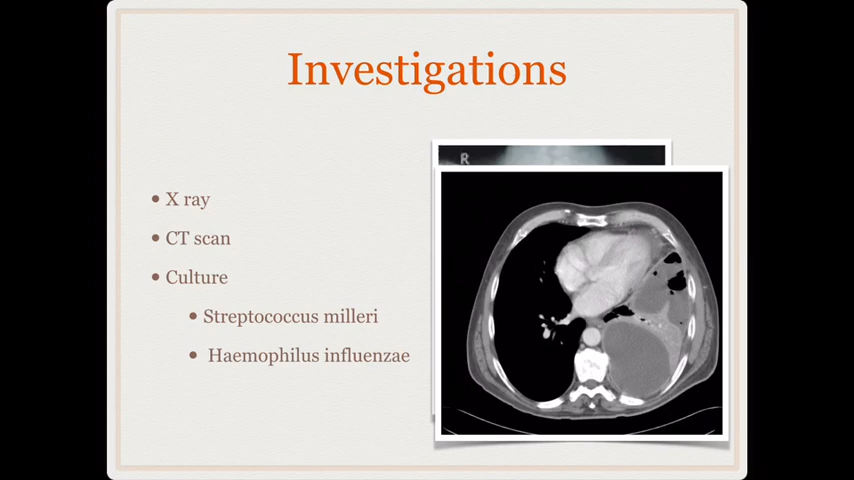 Investigations
R
• X ray
• CT scan
• Culture
• Streptococcus milleri
• Haemophilus influenzae